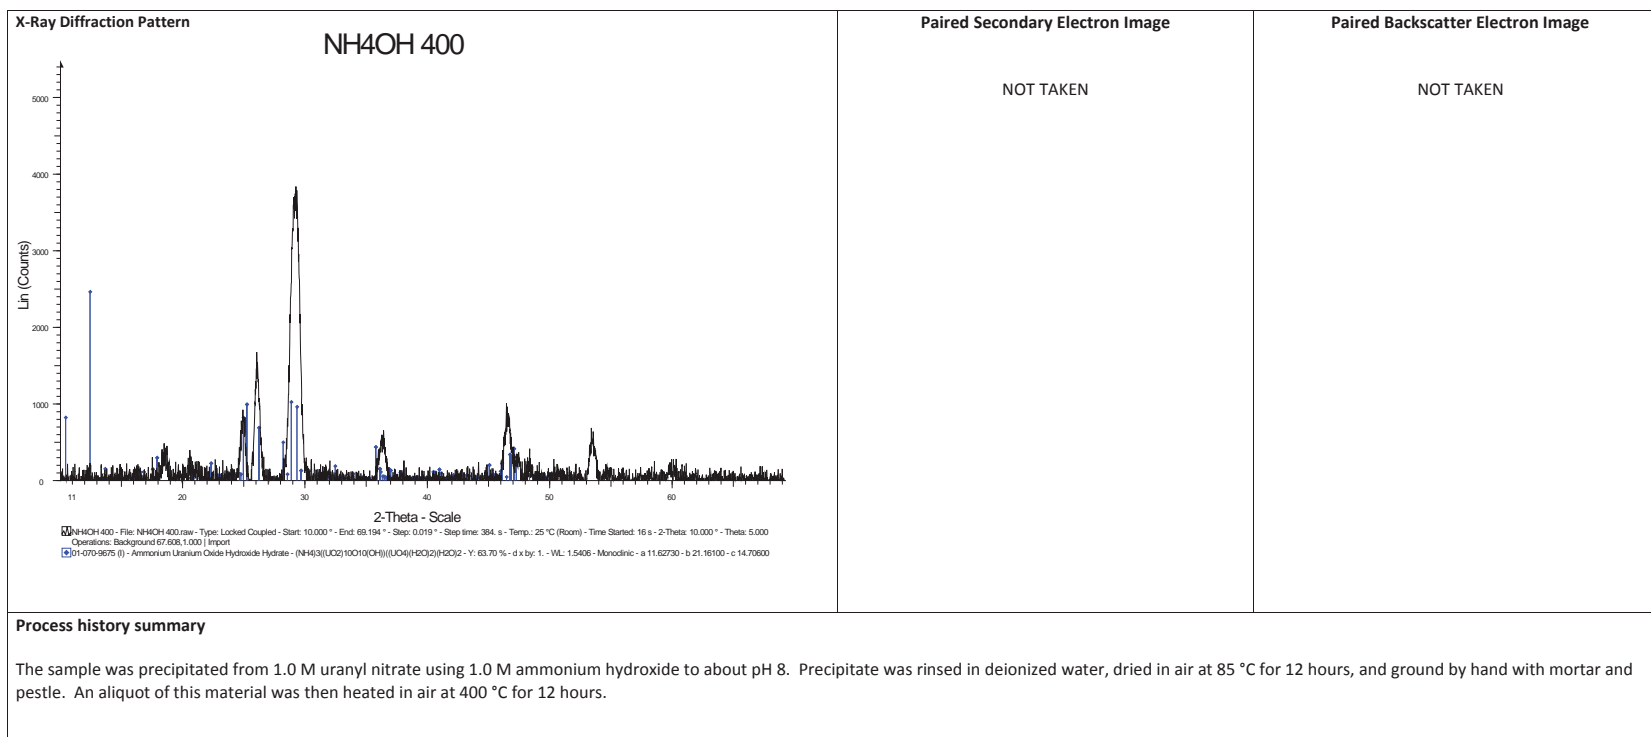 X-Ray Diffraction Pattern
NH4OH 400
Lin (Counts)
5000
4000
3000
2000
1000
0
11 20 30 40 50 60
2-Theta - Scale
NH4OH 400 - File: NH4OH 400.raw - Type: Locked Coupled - Start: 10.000 ° - End: 69.194 ° - Step: 0.019 ° - Step time: 384. s - Temp.: 25 °C (Room) - Time Started: 16 s - 2-Theta: 10.000 ° - Theta: 5.000
Operations: Background 67.608,1.000 | Import
01-070-9675 (I) - Ammonium Uranium Oxide Hydroxide Hydrate - (NH4)3((UO2)10O10(OH))((UO4)(H2O)2)(H2O)2 - Y: 63.70 % - d x by: 1. - WL: 1.5406 - Monoclinic - a 11.62730 - b 21.16100 - c 14.70600
Paired Secondary Electron Image
NOT TAKEN
Paired Backscatter Electron Image
NOT TAKEN
Process history summary
The sample was precipitated from 1.0 M uranyl nitrate using 1.0 M ammonium hydroxide to about pH 8. Precipitate was rinsed in deionized water, dried in air at 85 °C for 12 hours, and ground by hand with mortar and
pestle. An aliquot of this material was then heated in air at 400 °C for 12 hours.